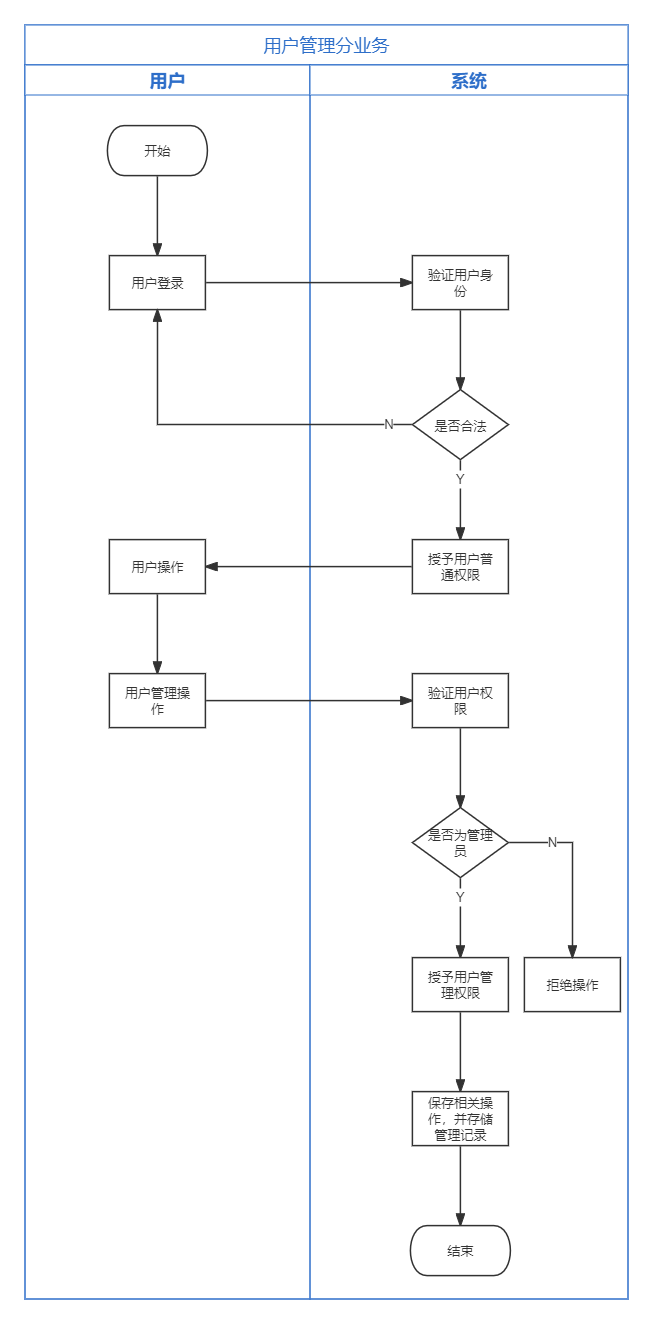 用户管理分业务
用户
系统
开始
用户登录
验证用户身
份
是否合法
N
Y
用户操作
授予用户普
通权限
用户管理操
作
验证用户权
限
是否为管理
员
N
Y
授予用户管
理权限
拒绝操作
保存相关操
作，并存储
管理记录
结束